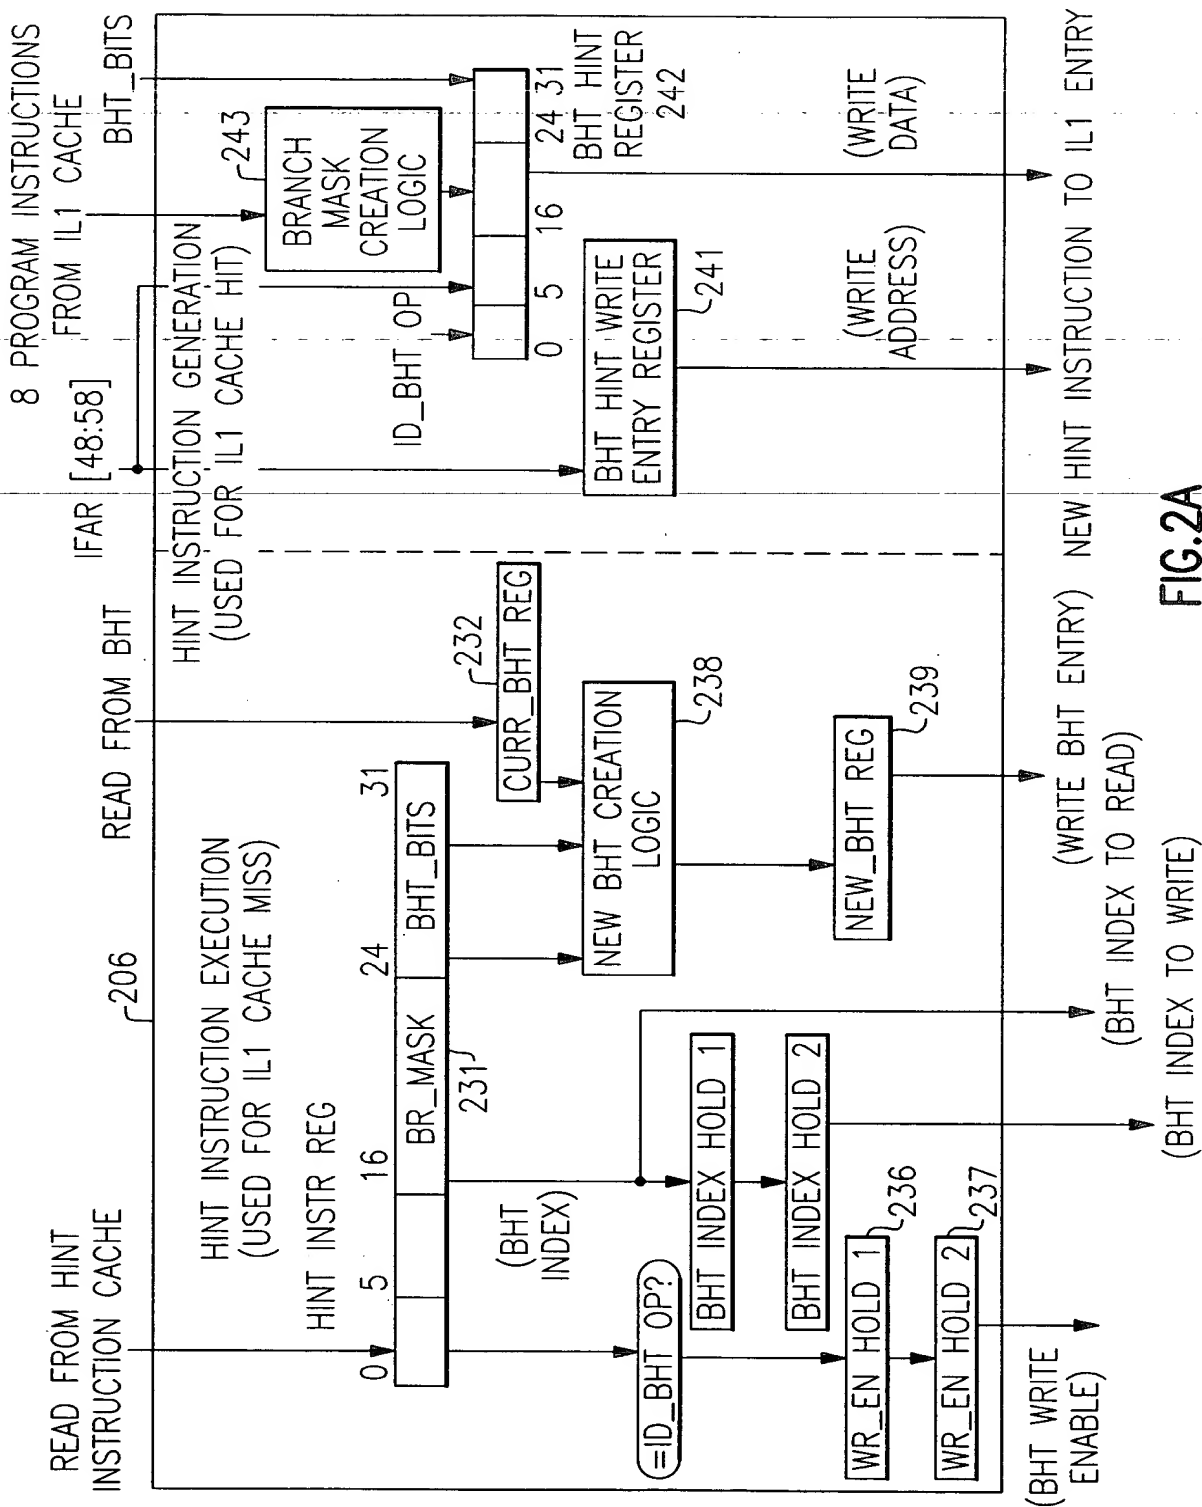 READ FROM HINT
INSTRUCTION CACHE
206
READ FROM BHT
IFAR [48:58]
8 PROGRAM INSTRUCTIONS
FROM IL1 CACHE
BHT_BITS
HINT INSTRUCTION EXECUTION
(USED FOR IL1 CACHE MISS)
HINT INSTR REG
0
5
16
24
31
BR_MASK
BHT_BITS
231
(BHT
INDEX)
232
CURR_BHT REG
=ID_BHT OP?
NEW BHT CREATION
LOGIC
238
BHT INDEX HOLD 1
BHT INDEX HOLD 2
WR_EN HOLD 1
236
WR_EN HOLD 2
237
NEW_BHT REG
239
HINT INSTRUCTION GENERATION
(USED FOR IL1 CACHE HIT)
243
BRANCH
MASK
CREATION
LOGIC
ID_BHT OP
0
5
16
24
31
BHT HINT
REGISTER
242
BHT HINT WRITE
ENTRY REGISTER
241
(WRITE
ADDRESS)
(WRITE
DATA)
(BHT WRITE
ENABLE)
(BHT INDEX TO WRITE)
(BHT INDEX TO READ)
(WRITE BHT ENTRY)
NEW HINT INSTRUCTION TO IL1 ENTRY
FIG.2A